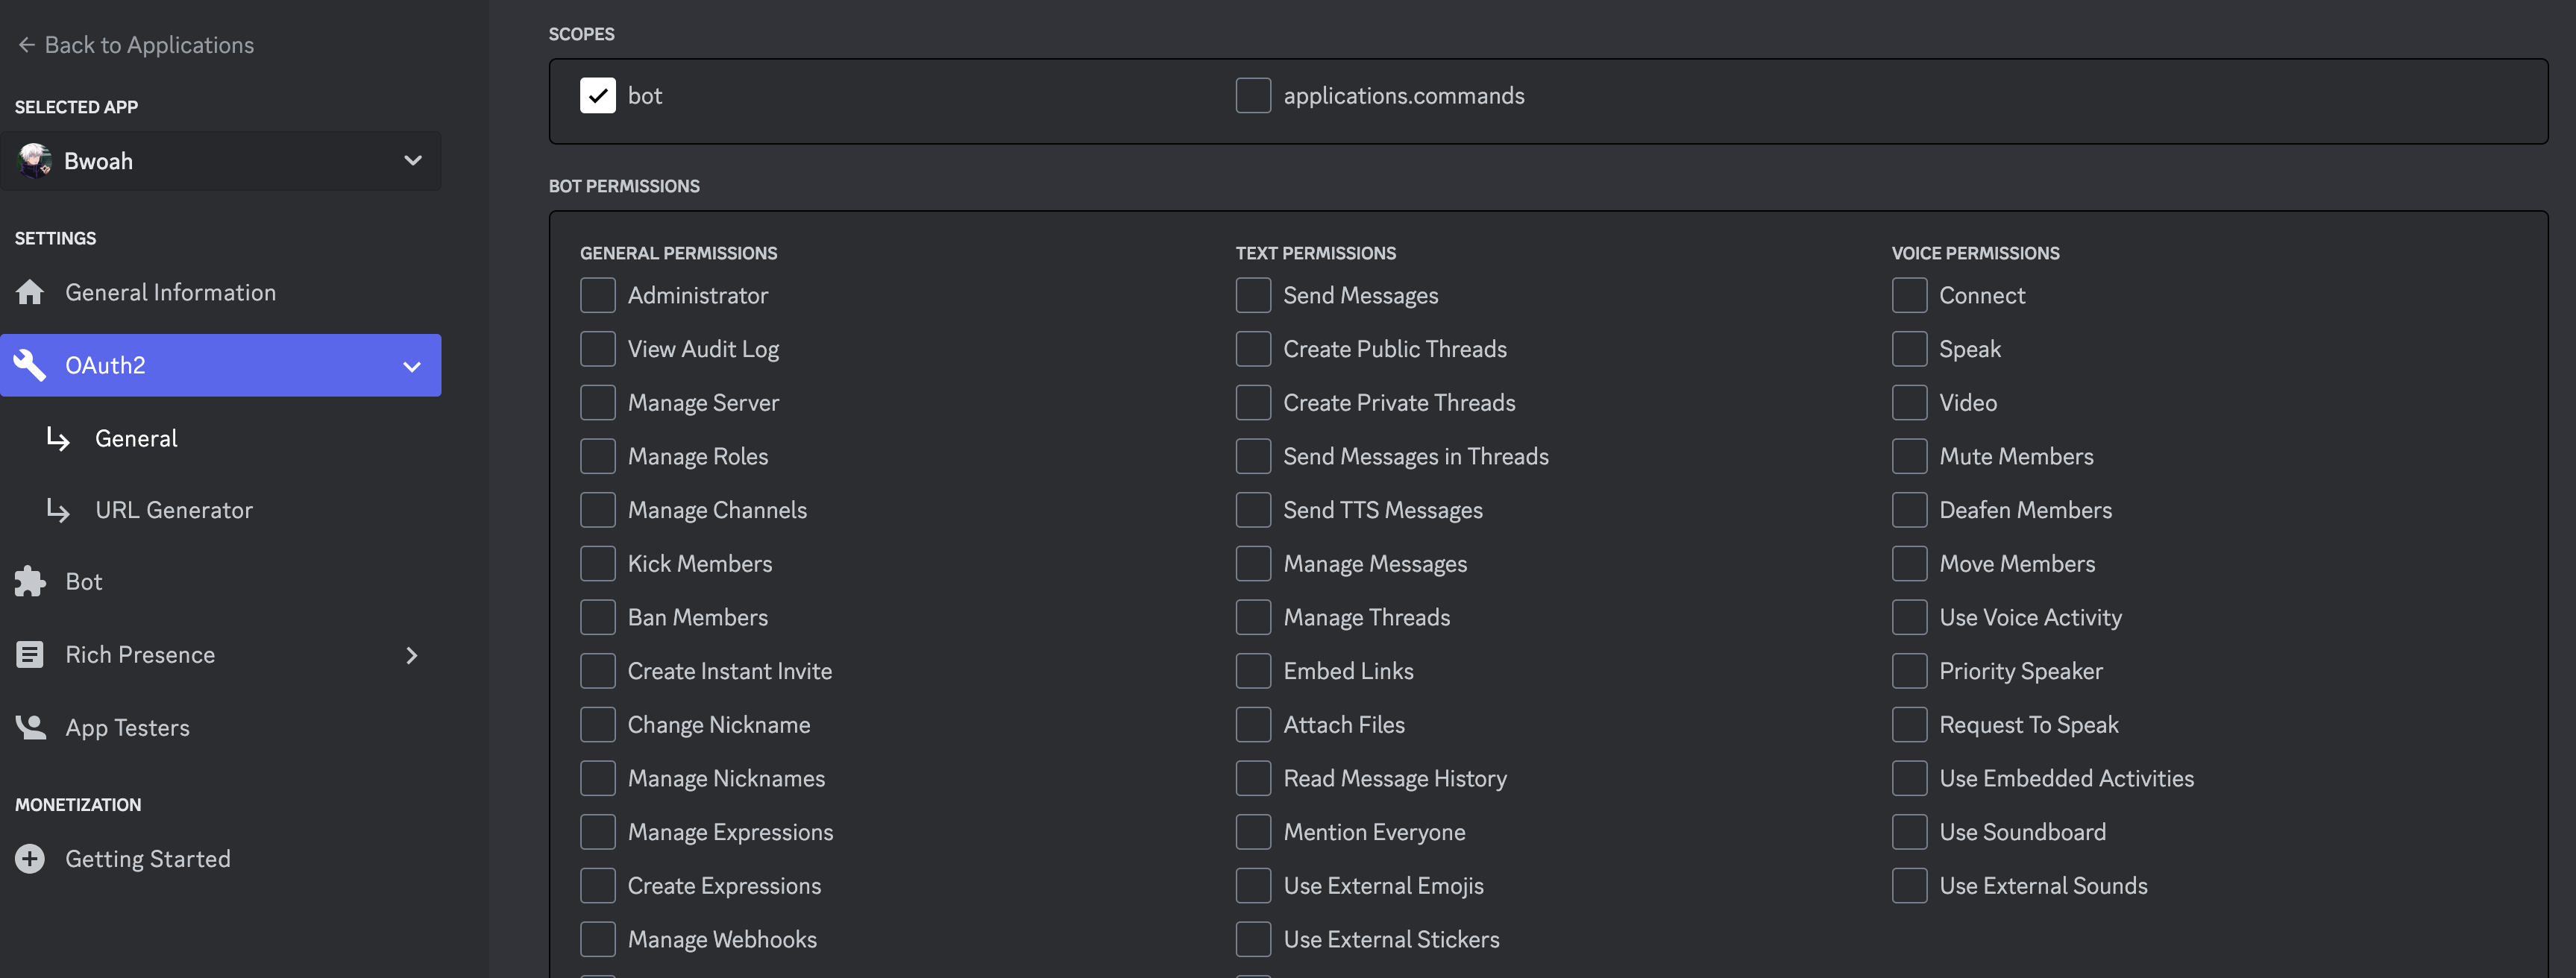 Back to Applications
SELECTED APP
Bwoah
SETTINGS
General Information
OAuth2
General
URL Generator
Bot
Rich Presence
App Testers
MONETIZATION
Getting Started
SCOPES
bot
applications.commands
BOT PERMISSIONS
GENERAL PERMISSIONS
Administrator
View Audit Log
Manage Server
Manage Roles
Manage Channels
Kick Members
Ban Members
Create Instant Invite
Change Nickname
Manage Nicknames
Manage Expressions
Create Expressions
Manage Webhooks
TEXT PERMISSIONS
Send Messages
Create Public Threads
Create Private Threads
Send Messages in Threads
Send TTS Messages
Manage Messages
Manage Threads
Embed Links
Attach Files
Read Message History
Mention Everyone
Use External Emojis
Use External Stickers
VOICE PERMISSIONS
Connect
Speak
Video
Mute Members
Deafen Members
Move Members
Use Voice Activity
Priority Speaker
Request To Speak
Use Embedded Activities
Use Soundboard
Use External Sounds